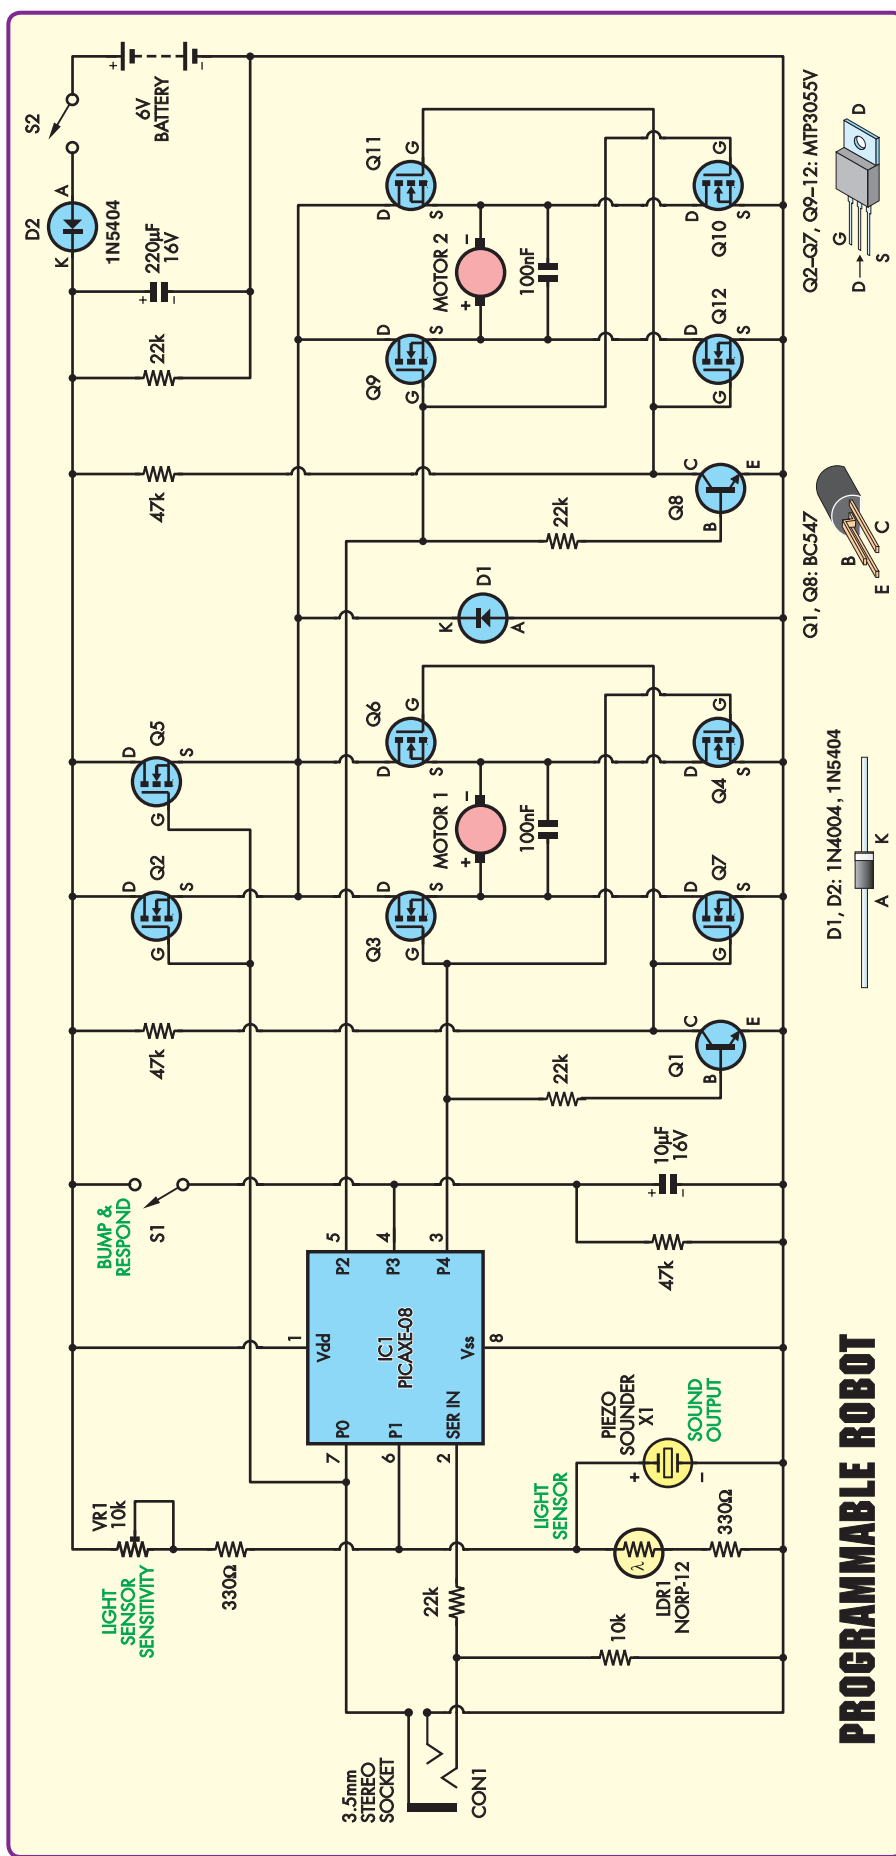 LIGHT
SENSOR
SENSITIVITY
VR1
10k
330Ω
3.5mm
STEREO
SOCKET
CON1
22k
10k
7
6
2
P0
P1
SER IN
IC1
PICAXE-08
Vdd
1
Vss
8
P2
P3
P4
5
4
3
LIGHT
SENSOR
LDR1
NORP-12
λ
330Ω
PIEZO
SOUNDER
X1
+
–
SOUND
OUTPUT
BUMP &
RESPOND
S1
47k
10µF
16V
+
–
47k
22k
Q1
B
C
E
Q2
D
G
S
Q5
D
G
S
Q3
D
G
S
Q6
D
G
S
MOTOR 1
+
–
100nF
Q7
D
G
S
Q4
D
G
S
D1
K
A
47k
22k
Q8
B
C
E
Q9
D
G
S
Q11
D
G
S
MOTOR 2
+
–
100nF
Q12
D
G
S
Q10
D
G
S
22k
220µF
16V
+
–
D2
K
A
1N5404
S2
6V
BATTERY
+
–
PROGRAMMABLE ROBOT
D1, D2: 1N4004, 1N5404
A
K
Q1, Q8: BC547
B
E
C
Q2–Q7, Q9–12: MTP3055V
G
D
S
D